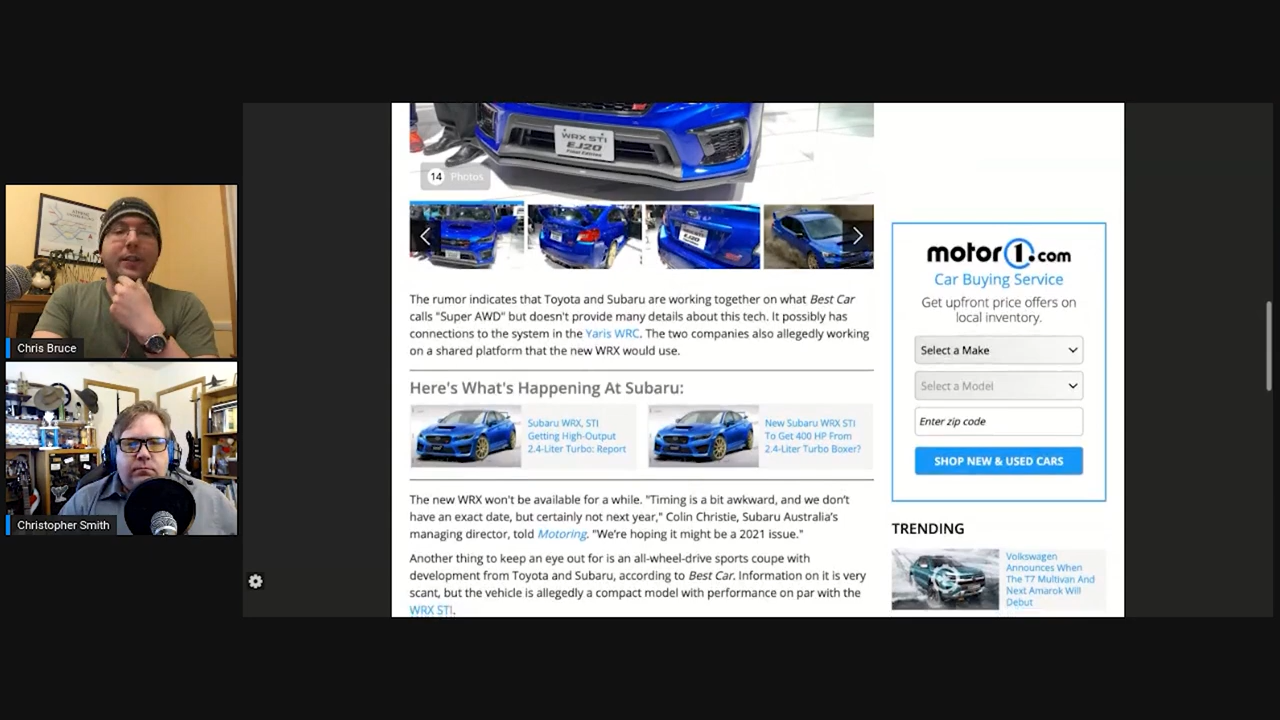 WRX STI
EJ20
Final Edition
14 Photos
The rumor indicates that Toyota and Subaru are working together on what Best Car
calls "Super AWD" but doesn't provide many details about this tech. It possibly has
connections to the system in the Yaris WRC. The two companies also allegedly working
on a shared platform that the new WRX would use.
Here's What's Happening At Subaru:
Subaru WRX, STI
Getting High-Output
2.4-Liter Turbo: Report
New Subaru WRX STI
To Get 400 HP From
2.4-Liter Turbo Boxer?
The new WRX won't be available for a while. "Timing is a bit awkward, and we don't
have an exact date, but certainly not next year," Colin Christie, Subaru Australia's
managing director, told Motoring. "We're hoping it might be a 2021 issue."
Another thing to keep an eye out for is an all-wheel-drive sports coupe with
development from Toyota and Subaru, according to Best Car. Information on it is very
scant, but the vehicle is allegedly a compact model with performance on par with the
WRX STI.
motor1.com
Car Buying Service
Get upfront price offers on
local inventory.
Select a Make
Select a Model
Enter zip code
SHOP NEW & USED CARS
TRENDING
Volkswagen
Announces When
The T7 Multivan And
Next Amarok Will
Debut
Chris Bruce
Christopher Smith